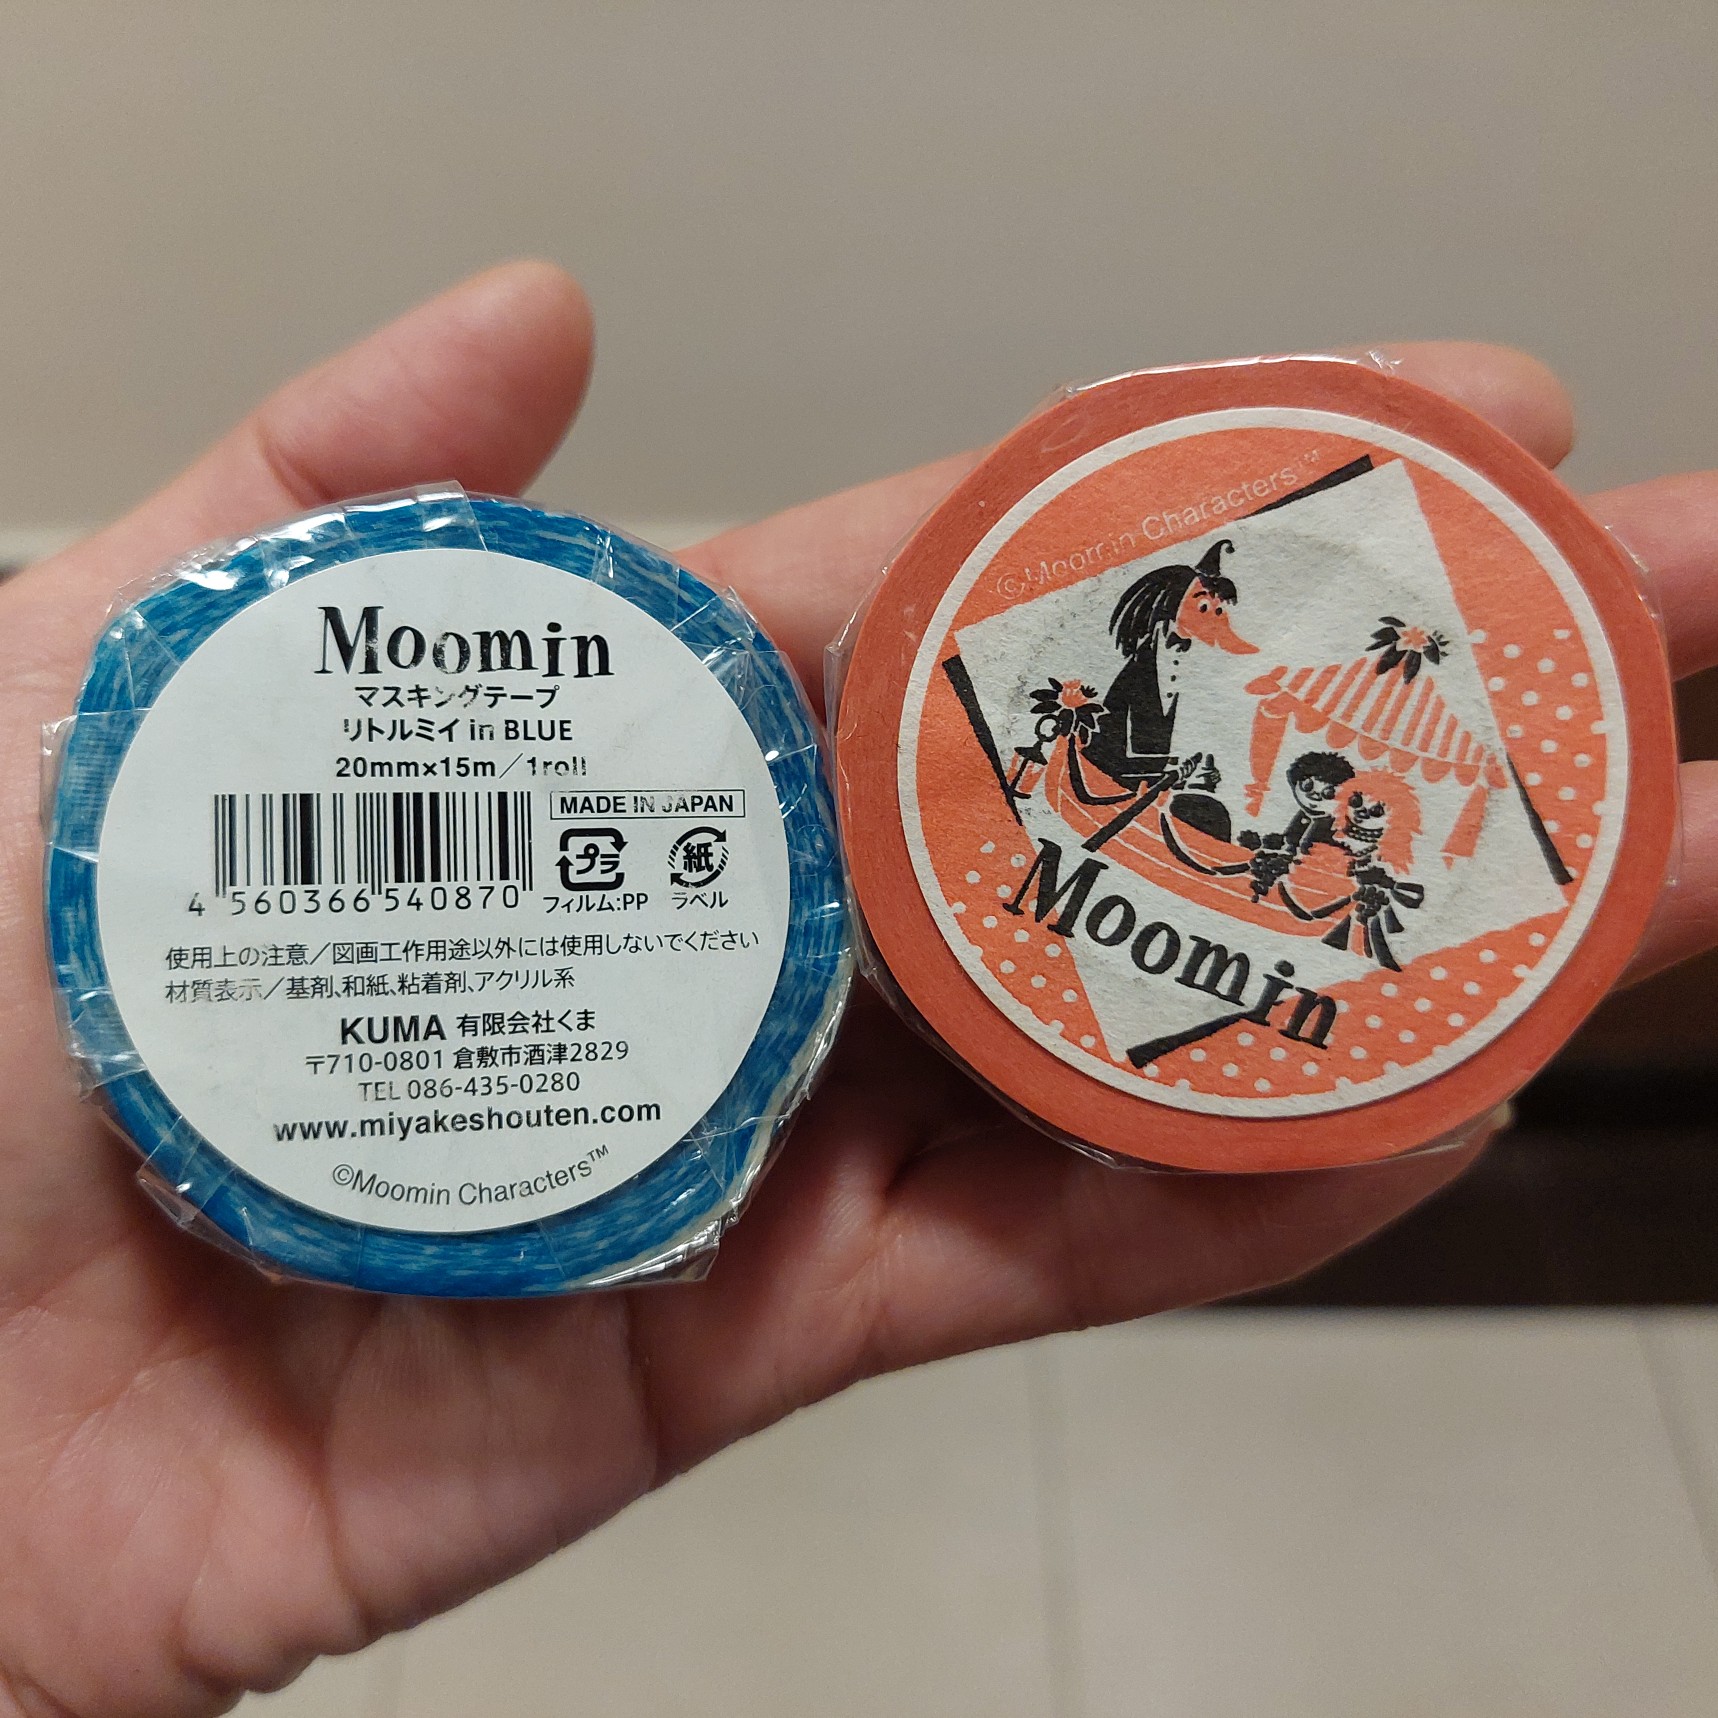 Moomin
マスキングテープ
リトルミイ in BLUE
20mm×15m／1roll
MADE IN JAPAN
プラ
紙
フィルム:PP
ラベル
4 560366 540870
使用上の注意／図画工作用途以外には使用しないでください
材質表示／基剤、和紙、粘着剤、アクリル系
KUMA 有限会社くま
〒710-0801 倉敷市酒津2829
TEL 086-435-0280
www.miyakeshouten.com
©Moomin Characters™
©Moomin Characters™
Moomin